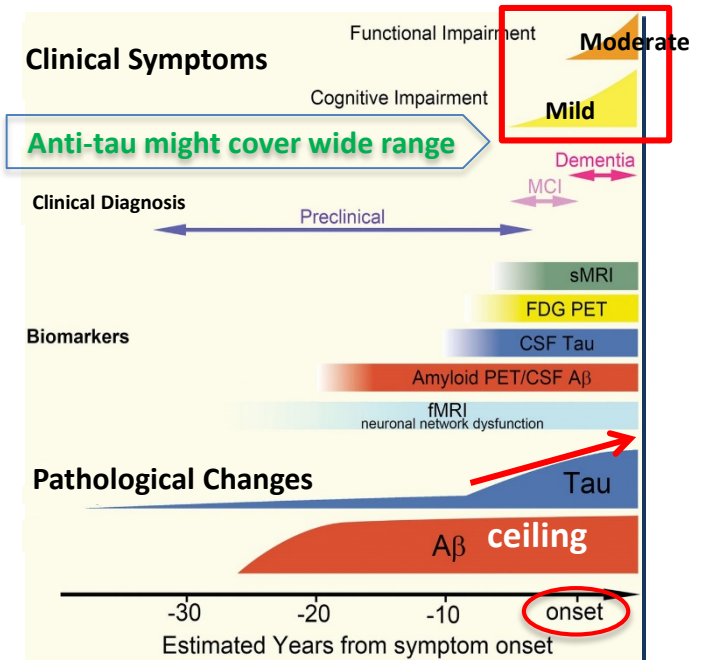 Functional Impairment
Moderate
Clinical Symptoms
Cognitive Impairment
Mild
Anti-tau might cover wide range
Dementia
MCI
Clinical Diagnosis
Preclinical
sMRI
FDG PET
Biomarkers
CSF Tau
Amyloid PET/CSF Aβ
fMRI
neuronal network dysfunction
Pathological Changes
Tau
Aβ
ceiling
-30
-20
-10
onset
Estimated Years from symptom onset